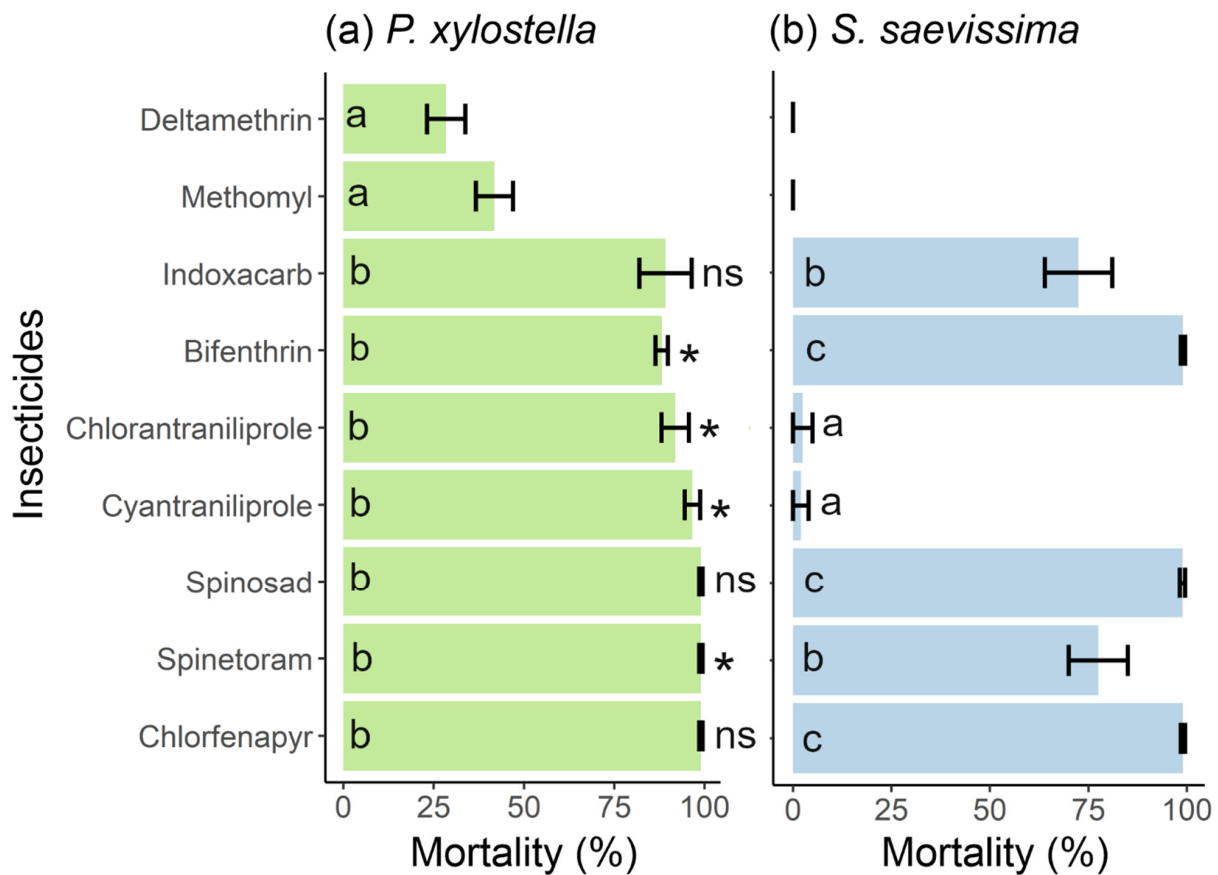 (a) P. xylostella (b) S. saevissima
Insecticides
Deltamethrin a
Methomyl a
Indoxacarb b ns b
Bifenthrin b * c
Chlorantraniliprole b * a
Cyantraniliprole b * a
Spinosad b ns c
Spinetoram b * b
Chlorfenapyr b ns c
0 25 50 75 100 0 25 50 75 100
Mortality (%) Mortality (%)